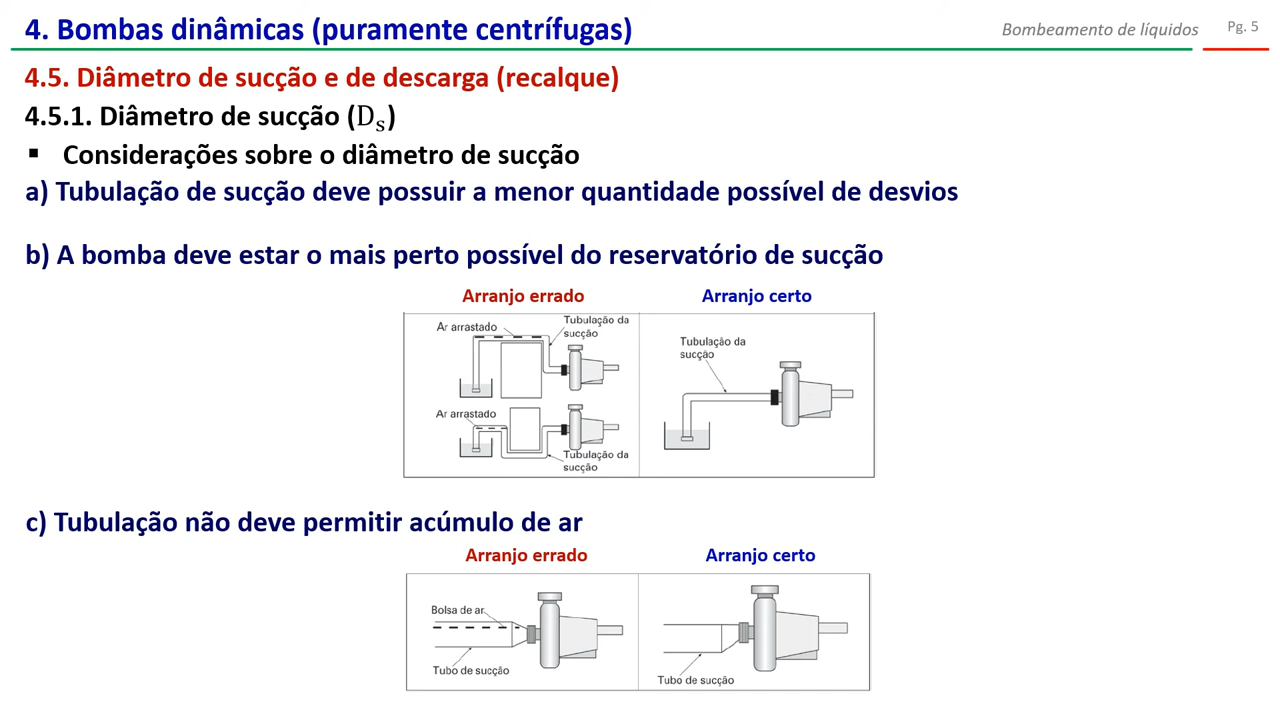 4. Bombas dinâmicas (puramente centrífugas)
Bombeamento de líquidos
Pg. 5
4.5. Diâmetro de sucção e de descarga (recalque)
4.5.1. Diâmetro de sucção (Dₛ)
▪ Considerações sobre o diâmetro de sucção
a) Tubulação de sucção deve possuir a menor quantidade possível de desvios
b) A bomba deve estar o mais perto possível do reservatório de sucção
Arranjo errado
Arranjo certo
Ar arrastado
Tubulação da
sucção
Ar arrastado
Tubulação da
sucção
Tubulação da
sucção
c) Tubulação não deve permitir acúmulo de ar
Arranjo errado
Arranjo certo
Bolsa de ar
Tubo de sucção
Tubo de sucção